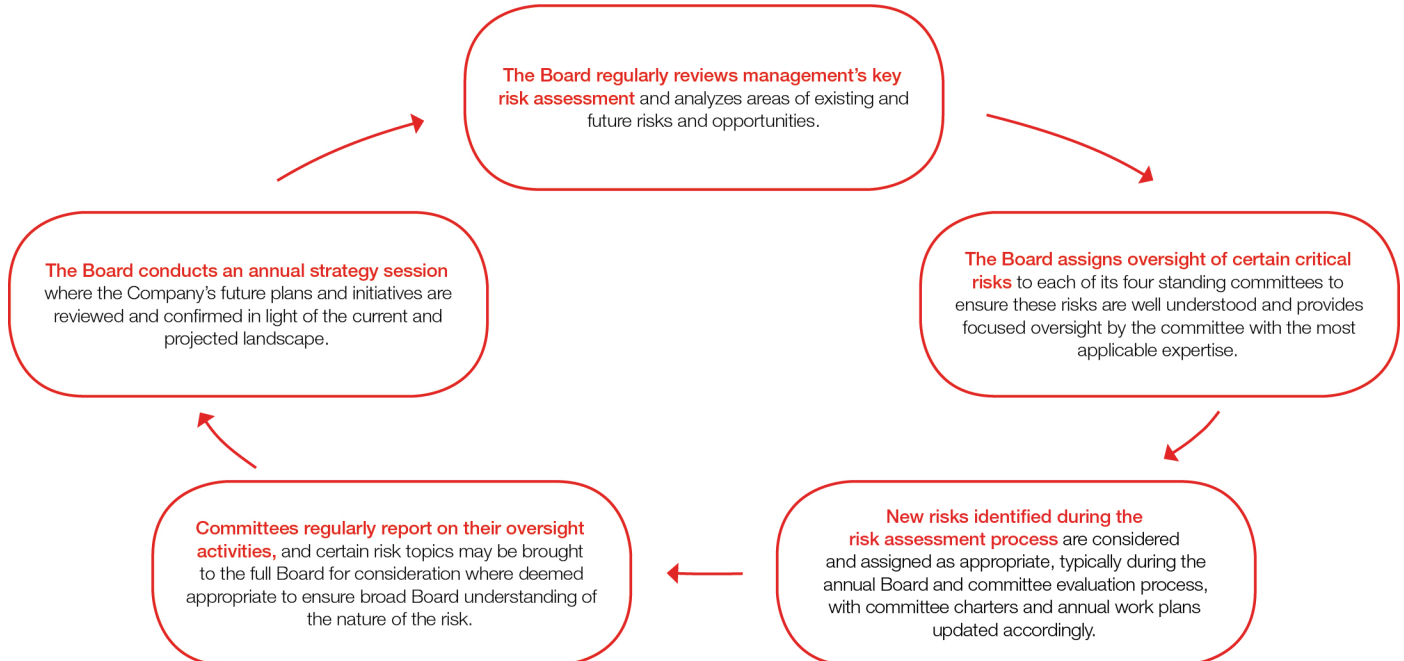 The Board regularly reviews management’s key
risk assessment and analyzes areas of existing and
future risks and opportunities.
The Board assigns oversight of certain critical
risks to each of its four standing committees to
ensure these risks are well understood and provides
focused oversight by the committee with the most
applicable expertise.
New risks identified during the
risk assessment process are considered
and assigned as appropriate, typically during the
annual Board and committee evaluation process,
with committee charters and annual work plans
updated accordingly.
Committees regularly report on their oversight
activities, and certain risk topics may be brought
to the full Board for consideration where deemed
appropriate to ensure broad Board understanding of
the nature of the risk.
The Board conducts an annual strategy session
where the Company’s future plans and initiatives are
reviewed and confirmed in light of the current and
projected landscape.